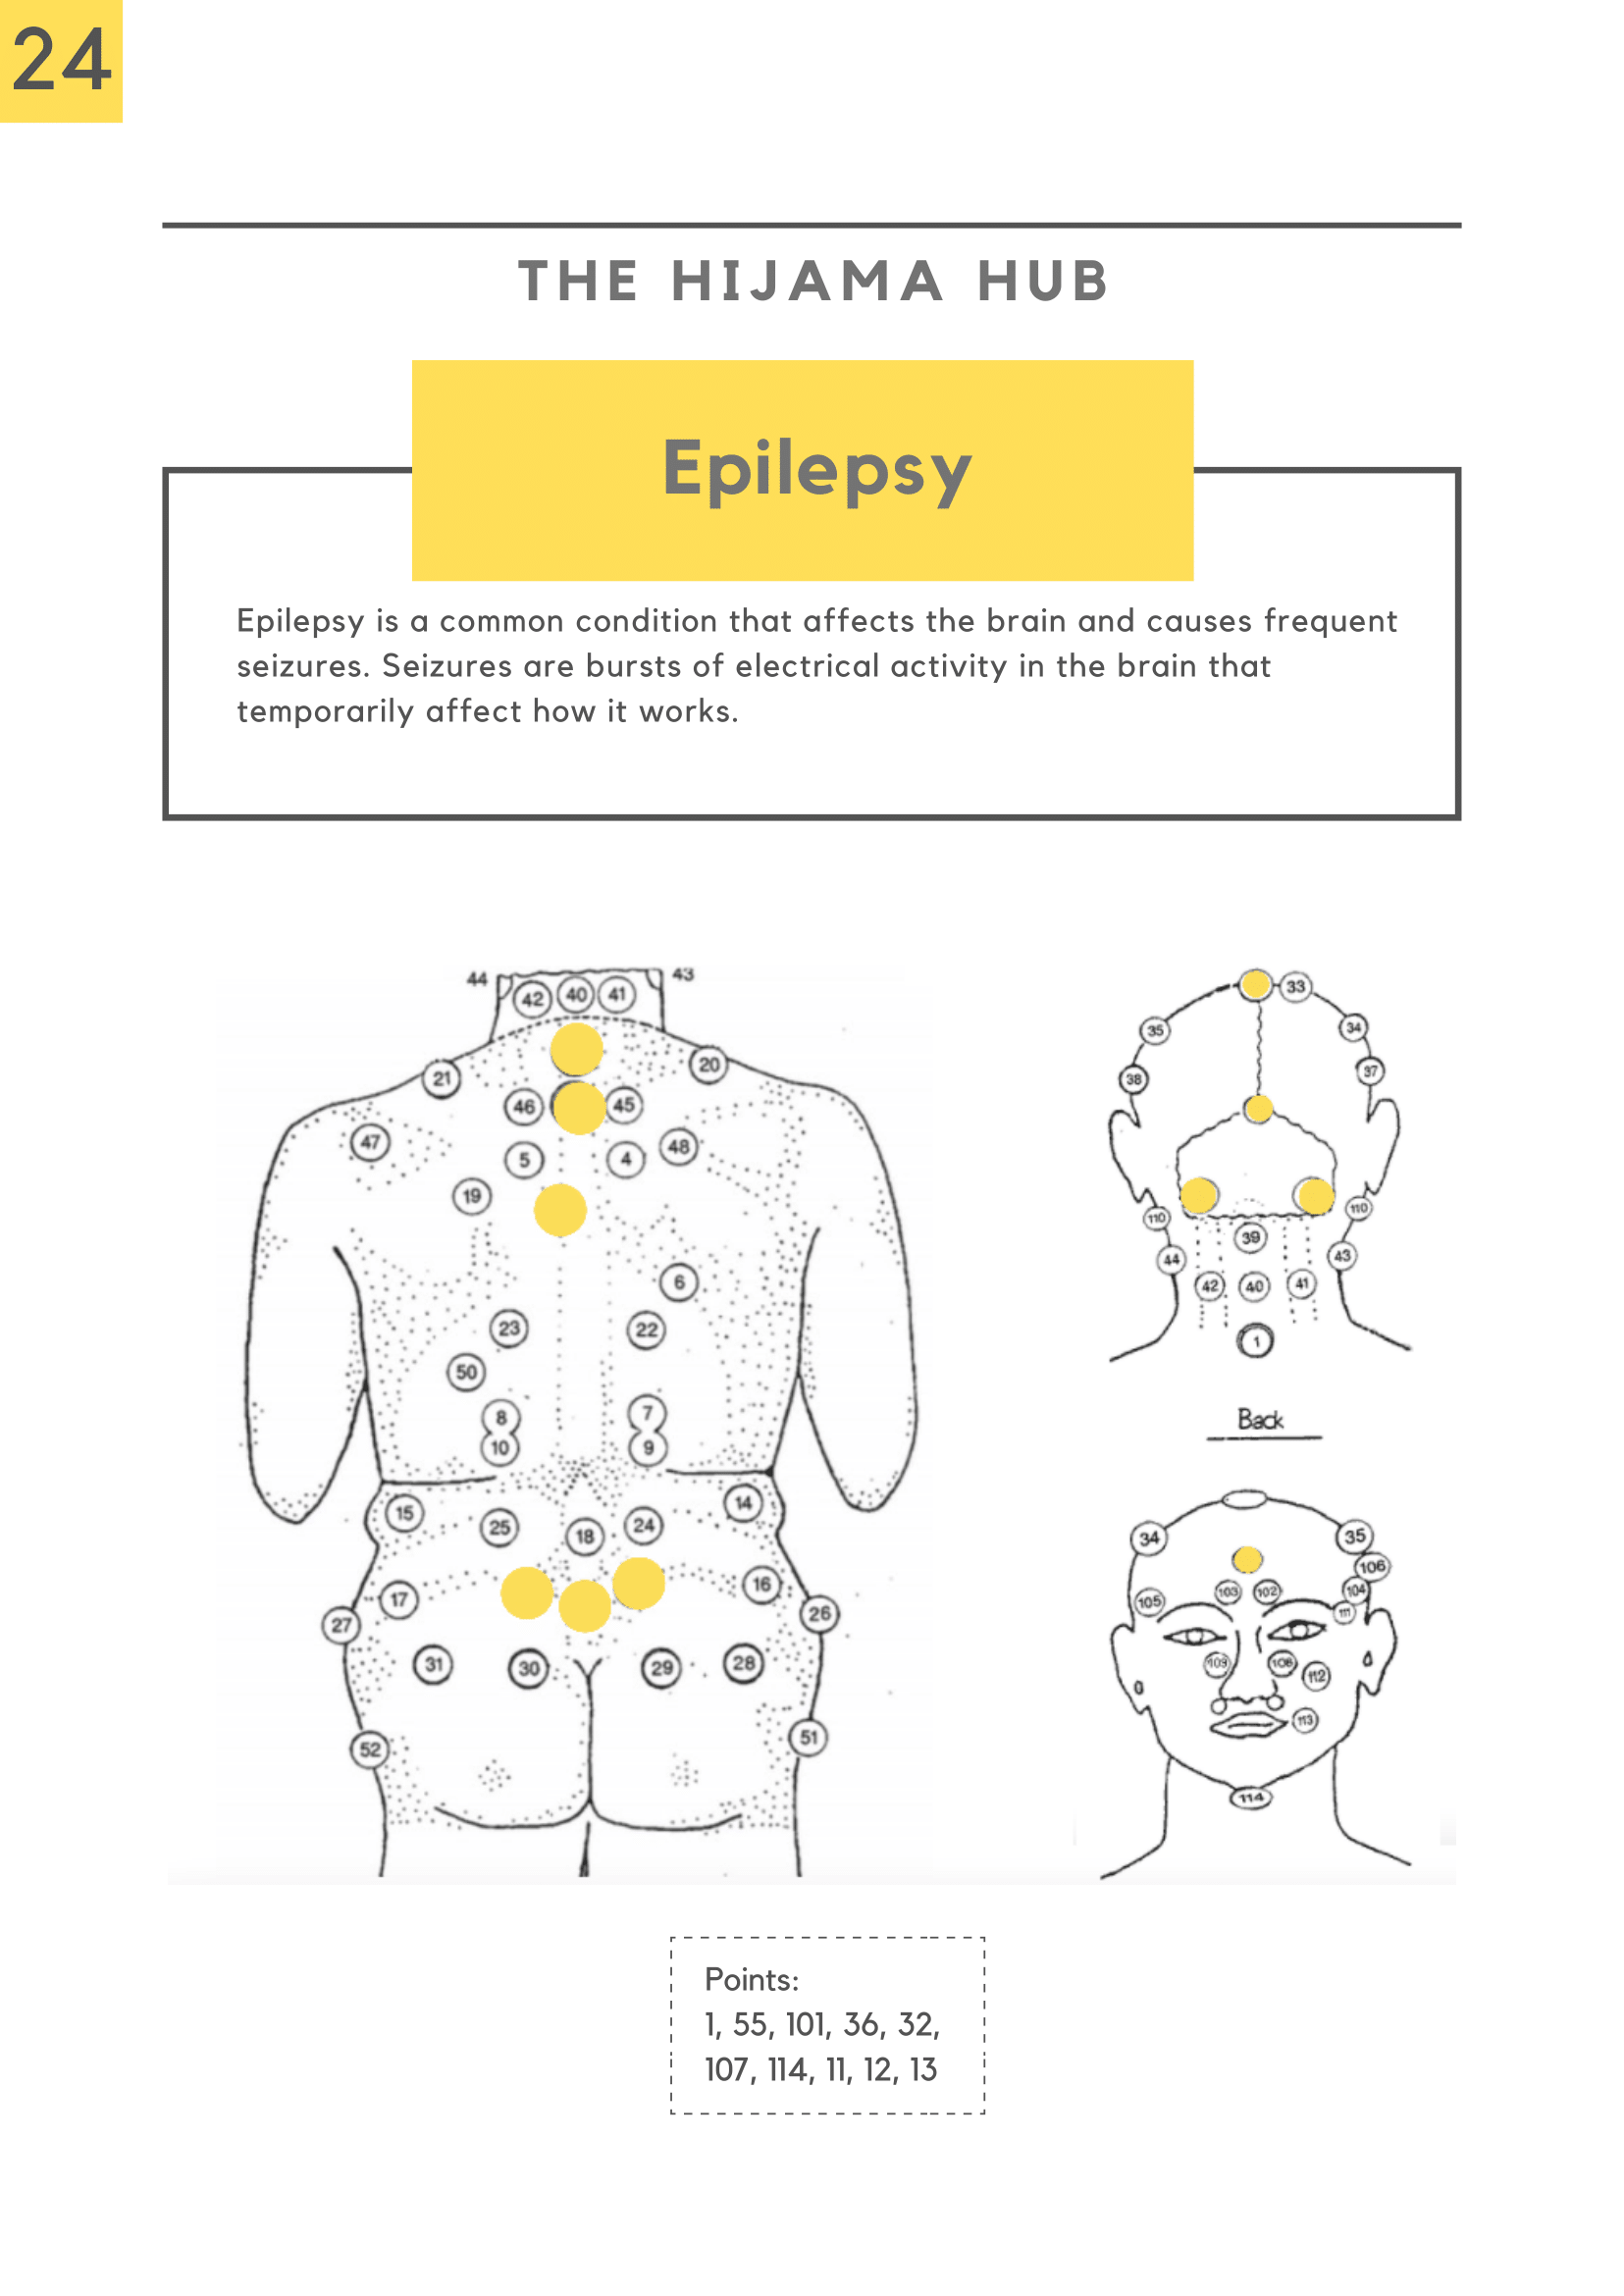 24
THE HIJAMA HUB
Epilepsy
Epilepsy is a common condition that affects the brain and causes frequent
seizures. Seizures are bursts of electrical activity in the brain that
temporarily affect how it works.
44 42 40 41 43
21 20
46 45
47 5 4 48
19
6
23 22
50
8 7
10 9
15 25 18 24 14
17 16
27 26
31 30 29 28
52 51
33
35 34
38 37
110 110
39
44 43
42 40 41
1
Back
34 35
106
103 102 104
105 111
109 108 112
113
114
Points:
1, 55, 101, 36, 32,
107, 114, 11, 12, 13